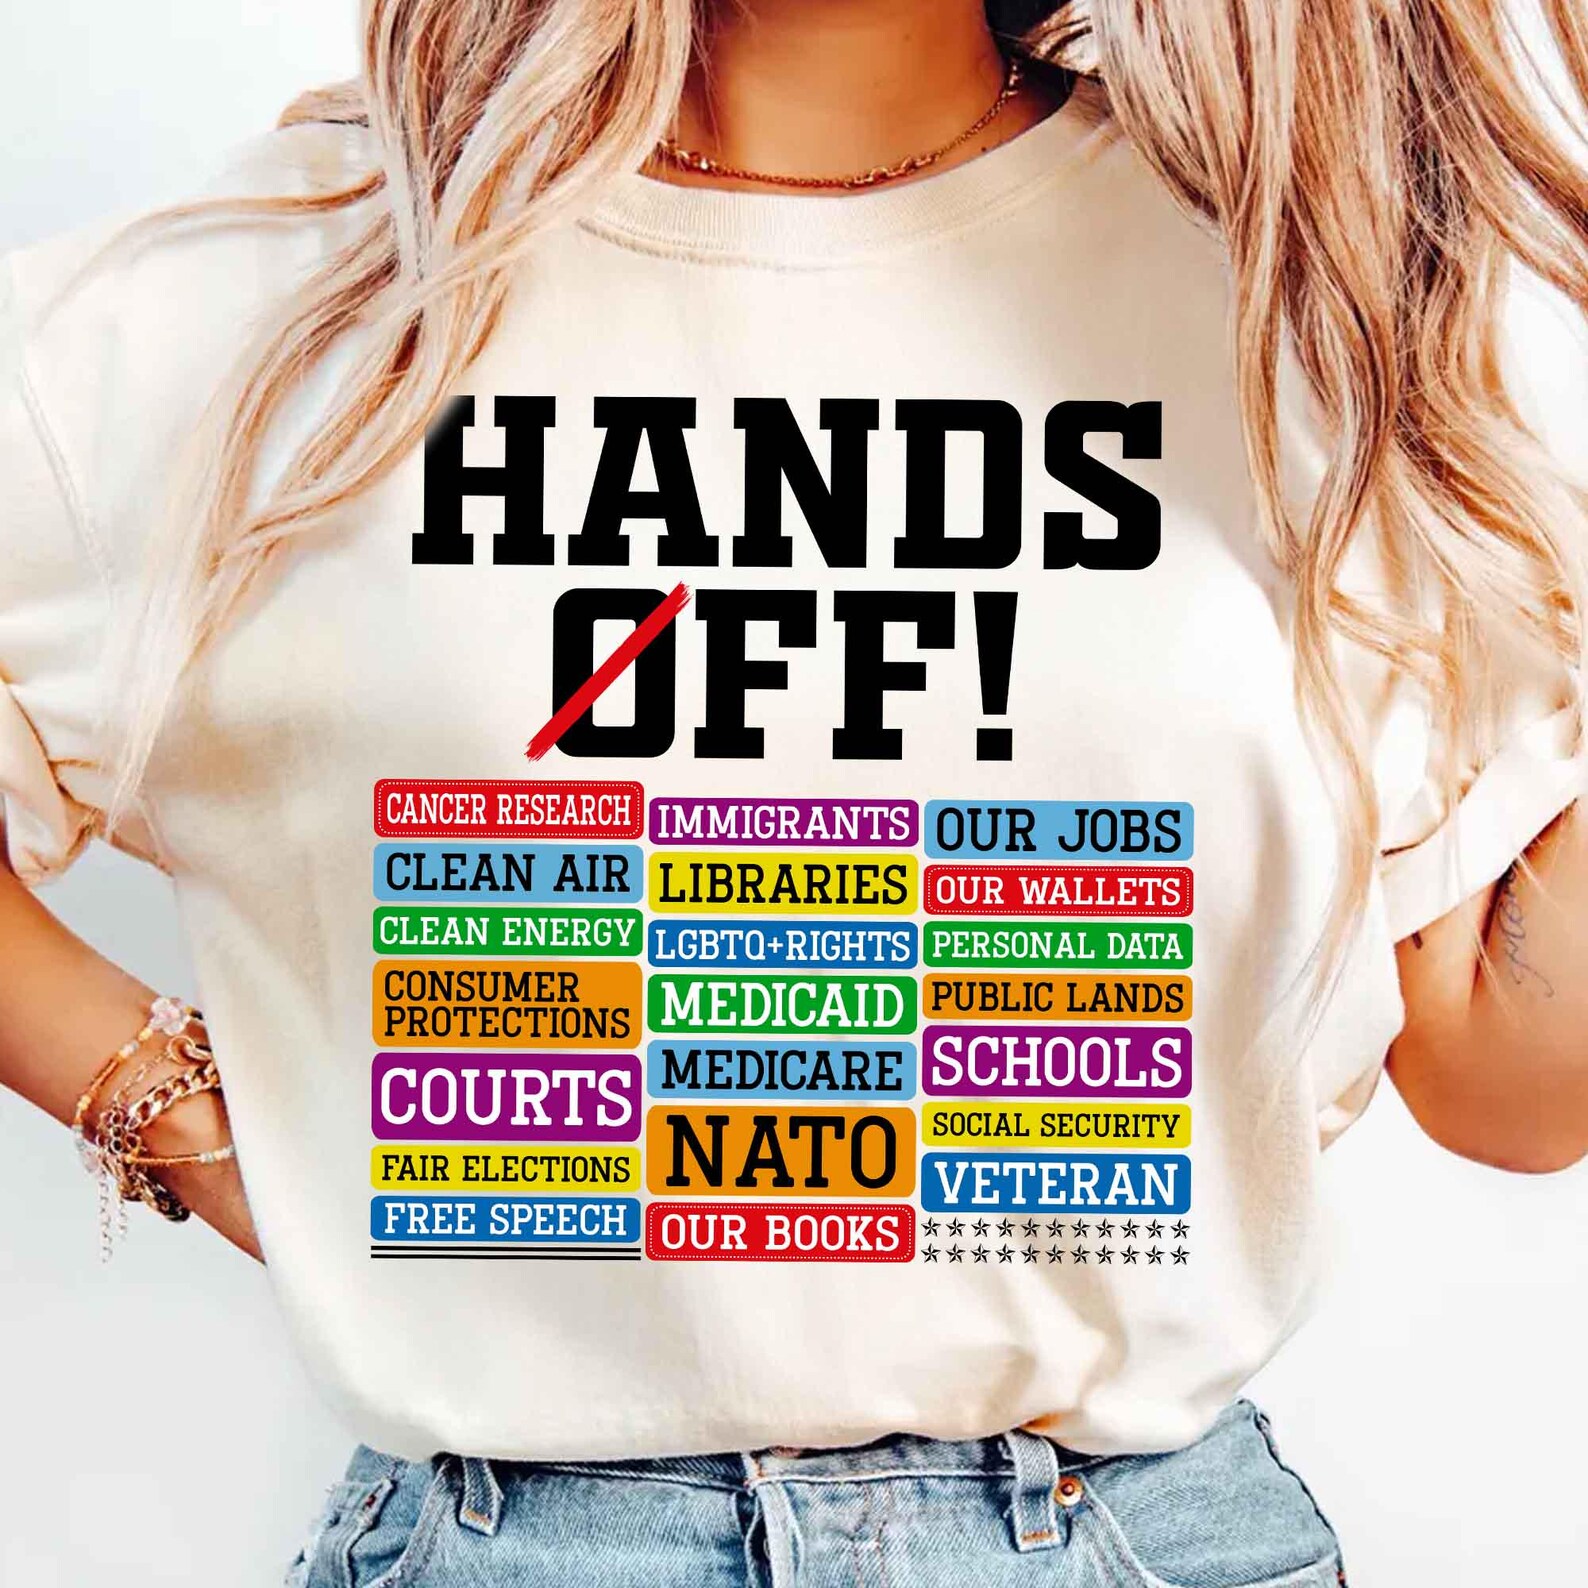 HANDS
OFF!
CANCER RESEARCH
CLEAN AIR
CLEAN ENERGY
CONSUMER
PROTECTIONS
COURTS
FAIR ELECTIONS
FREE SPEECH
IMMIGRANTS
LIBRARIES
LGBTQ+RIGHTS
MEDICAID
MEDICARE
NATO
OUR BOOKS
OUR JOBS
OUR WALLETS
PERSONAL DATA
PUBLIC LANDS
SCHOOLS
SOCIAL SECURITY
VETERAN